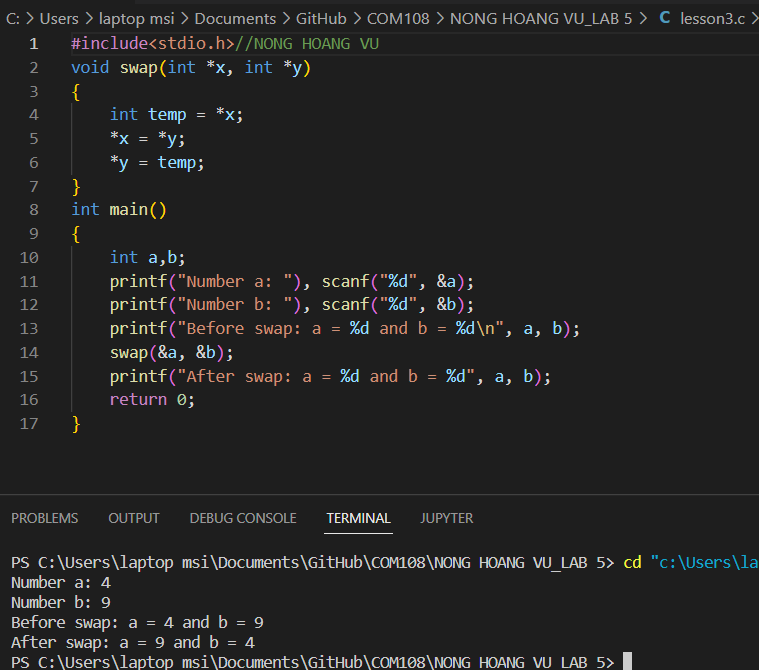 C: > Users > laptop msi > Documents > GitHub > COM108 > NONG HOANG VU_LAB 5 > C lesson3.c >
1 #include<stdio.h>//NONG HOANG VU
2 void swap(int *x, int *y)
3 {
4     int temp = *x;
5     *x = *y;
6     *y = temp;
7 }
8 int main()
9 {
10     int a,b;
11     printf("Number a: "), scanf("%d", &a);
12     printf("Number b: "), scanf("%d", &b);
13     printf("Before swap: a = %d and b = %d\n", a, b);
14     swap(&a, &b);
15     printf("After swap: a = %d and b = %d", a, b);
16     return 0;
17 }
PROBLEMS OUTPUT DEBUG CONSOLE TERMINAL JUPYTER
PS C:\Users\laptop msi\Documents\GitHub\COM108\NONG HOANG VU_LAB 5> cd "c:\Users\la
Number a: 4
Number b: 9
Before swap: a = 4 and b = 9
After swap: a = 9 and b = 4
PS C:\Users\laptop msi\Documents\GitHub\COM108\NONG HOANG VU_LAB 5>